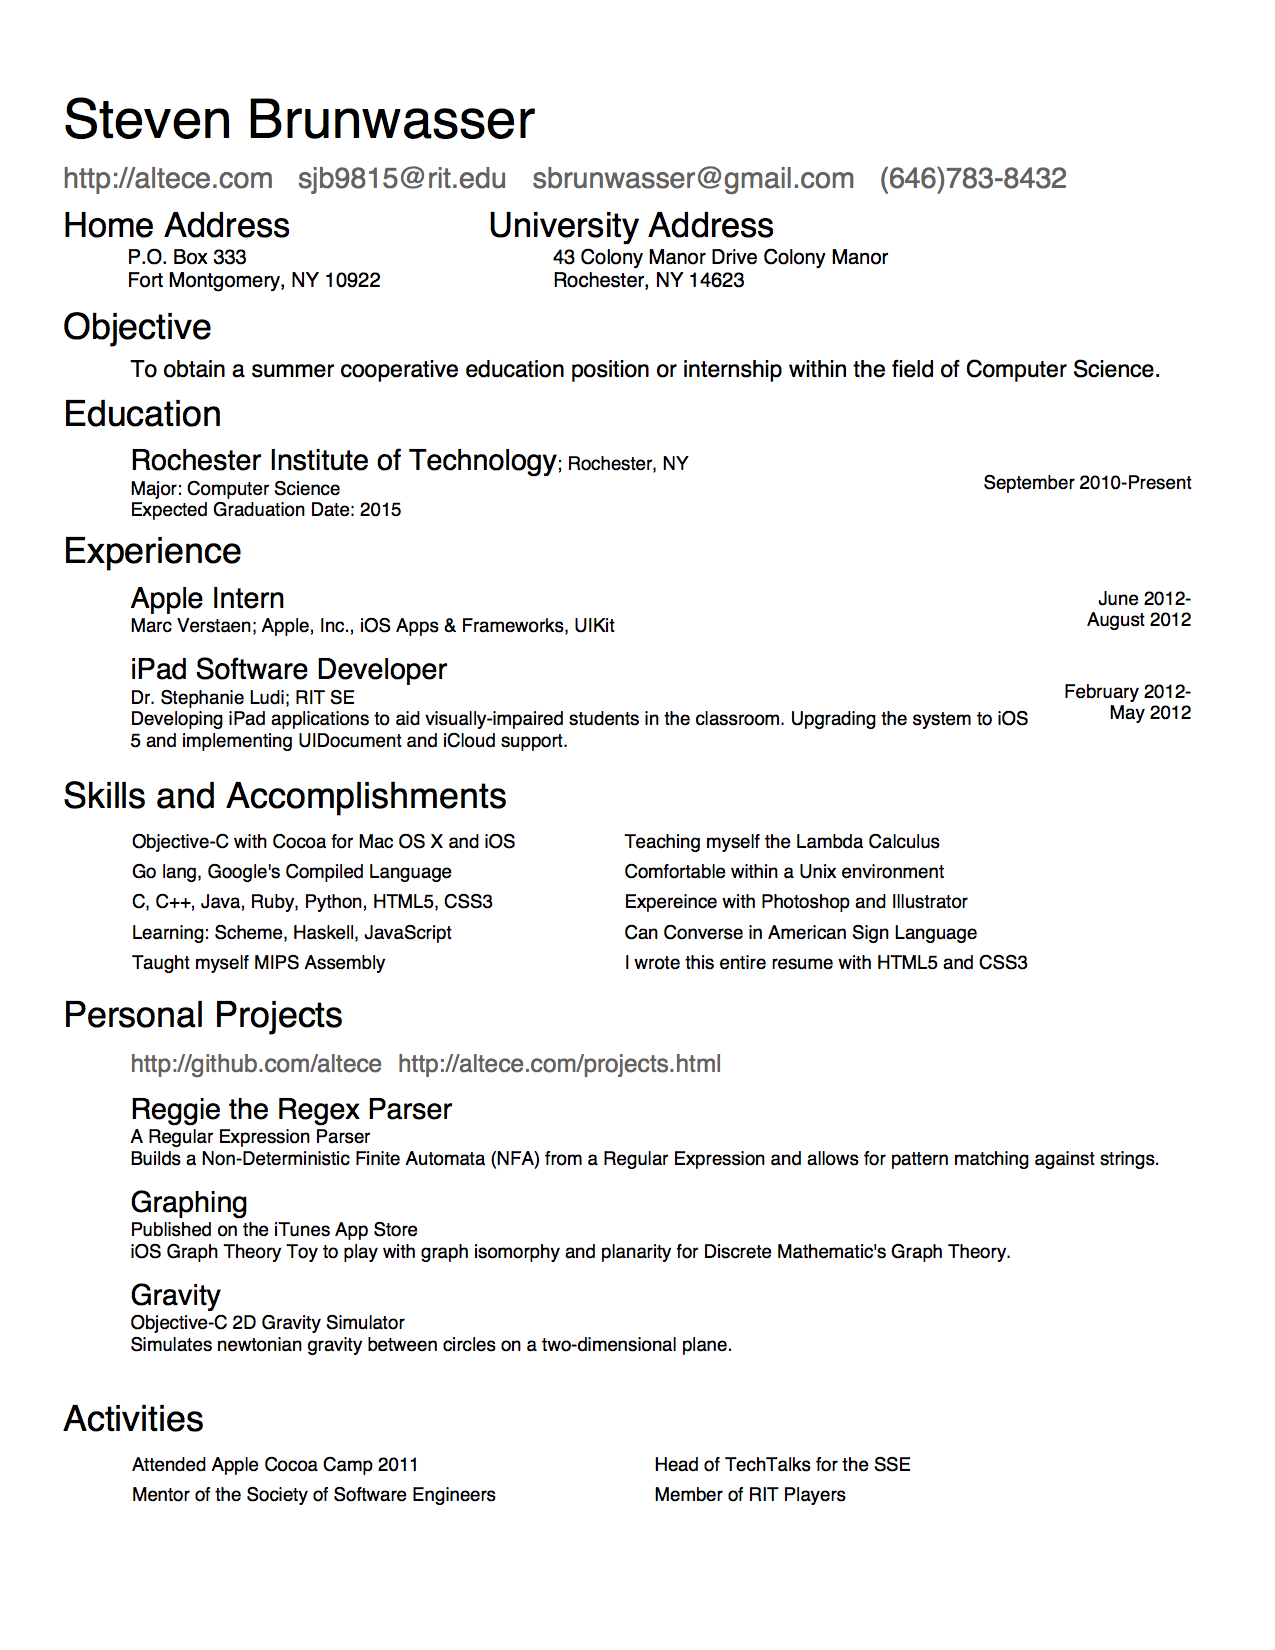 Steven Brunwasser
http://altece.com sjb9815@rit.edu sbrunwasser@gmail.com (646)783-8432
Home Address
P.O. Box 333
Fort Montgomery, NY 10922
University Address
43 Colony Manor Drive Colony Manor
Rochester, NY 14623
Objective
To obtain a summer cooperative education position or internship within the field of Computer Science.
Education
Rochester Institute of Technology; Rochester, NY
Major: Computer Science
Expected Graduation Date: 2015
September 2010-Present
Experience
Apple Intern
Marc Verstaen; Apple, Inc., iOS Apps & Frameworks, UIKit
June 2012-
August 2012
iPad Software Developer
Dr. Stephanie Ludi; RIT SE
Developing iPad applications to aid visually-impaired students in the classroom. Upgrading the system to iOS
5 and implementing UIDocument and iCloud support.
February 2012-
May 2012
Skills and Accomplishments
Objective-C with Cocoa for Mac OS X and iOS
Go lang, Google's Compiled Language
C, C++, Java, Ruby, Python, HTML5, CSS3
Learning: Scheme, Haskell, JavaScript
Taught myself MIPS Assembly
Teaching myself the Lambda Calculus
Comfortable within a Unix environment
Expereince with Photoshop and Illustrator
Can Converse in American Sign Language
I wrote this entire resume with HTML5 and CSS3
Personal Projects
http://github.com/altece http://altece.com/projects.html
Reggie the Regex Parser
A Regular Expression Parser
Builds a Non-Deterministic Finite Automata (NFA) from a Regular Expression and allows for pattern matching against strings.
Graphing
Published on the iTunes App Store
iOS Graph Theory Toy to play with graph isomorphy and planarity for Discrete Mathematic's Graph Theory.
Gravity
Objective-C 2D Gravity Simulator
Simulates newtonian gravity between circles on a two-dimensional plane.
Activities
Attended Apple Cocoa Camp 2011
Mentor of the Society of Software Engineers
Head of TechTalks for the SSE
Member of RIT Players